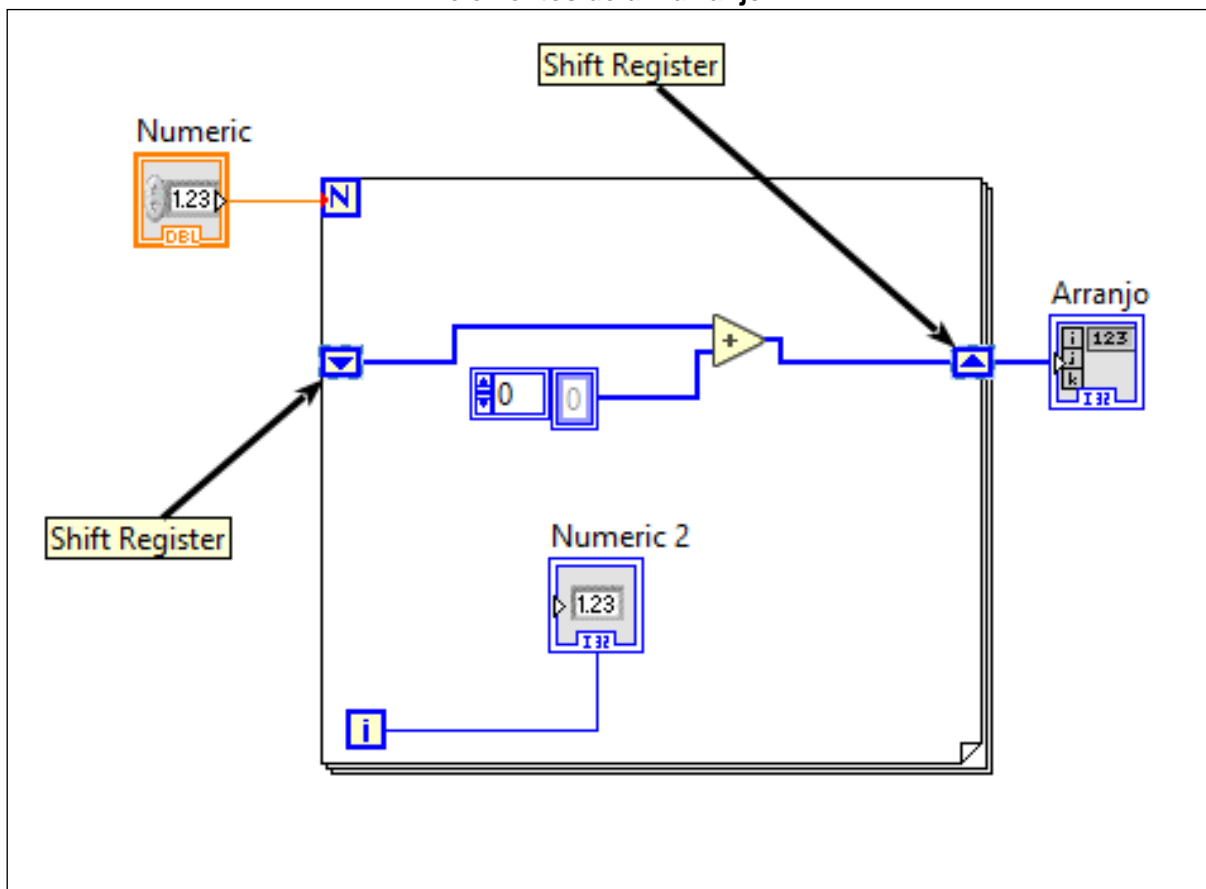 Shift Register
Numeric
1.23
DBL
N
Arranjo
i
123
j
k
I32
+
0
0
Shift Register
Numeric 2
1.23
I32
i